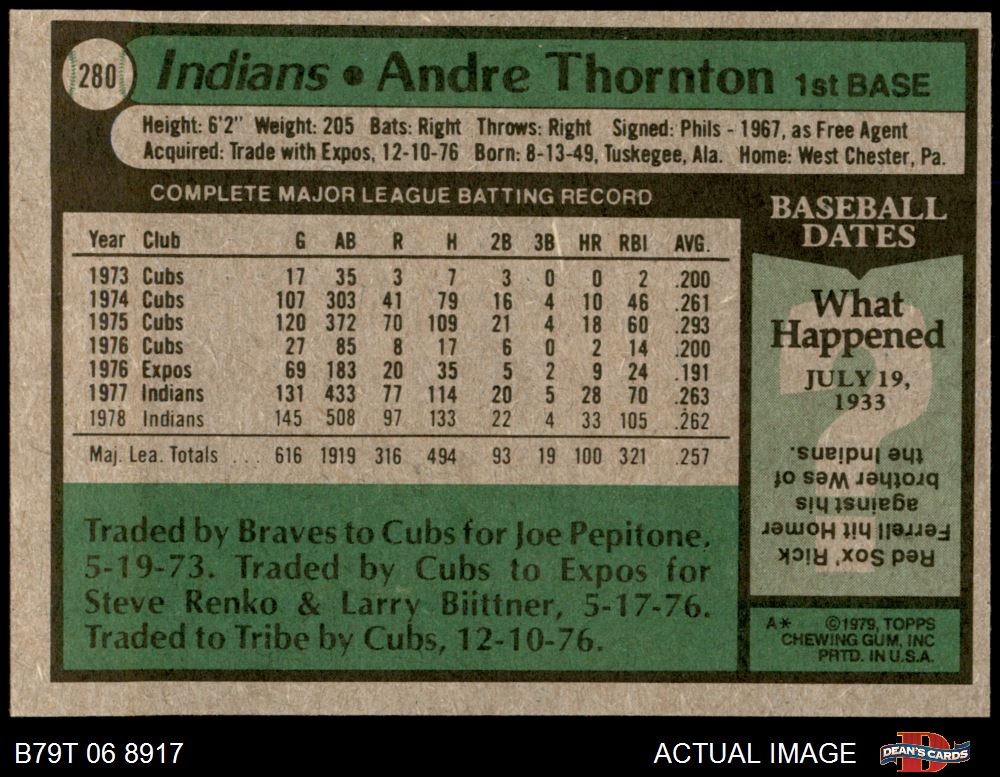 280
Indians • Andre Thornton 1st BASE
Height: 6'2" Weight: 205 Bats: Right Throws: Right Signed: Phils - 1967, as Free Agent
Acquired: Trade with Expos, 12-10-76 Born: 8-13-49, Tuskegee, Ala. Home: West Chester, Pa.
COMPLETE MAJOR LEAGUE BATTING RECORD
Year Club G AB R H 2B 3B HR RBI AVG.
1973 Cubs 17 35 3 7 3 0 0 2 .200
1974 Cubs 107 303 41 79 16 4 10 46 .261
1975 Cubs 120 372 70 109 21 4 18 60 .293
1976 Cubs 27 85 8 17 6 0 2 14 .200
1976 Expos 69 183 20 35 5 2 9 24 .191
1977 Indians 131 433 77 114 20 5 28 70 .263
1978 Indians 145 508 97 133 22 4 33 105 .262
Maj. Lea. Totals ... 616 1919 316 494 93 19 100 321 .257
Traded by Braves to Cubs for Joe Pepitone,
5-19-73. Traded by Cubs to Expos for
Steve Renko & Larry Biittner, 5-17-76.
Traded to Tribe by Cubs, 12-10-76.
BASEBALL
DATES
?
What
Happened
JULY 19,
1933
Red Sox' Rick
Ferrell hit Homer
against his
brother Wes of
the Indians.
A* ©1979, TOPPS
CHEWING GUM, INC
PRTD. IN U.S.A.
B79T 06 8917
ACTUAL IMAGE
D
DEAN'S CARDS